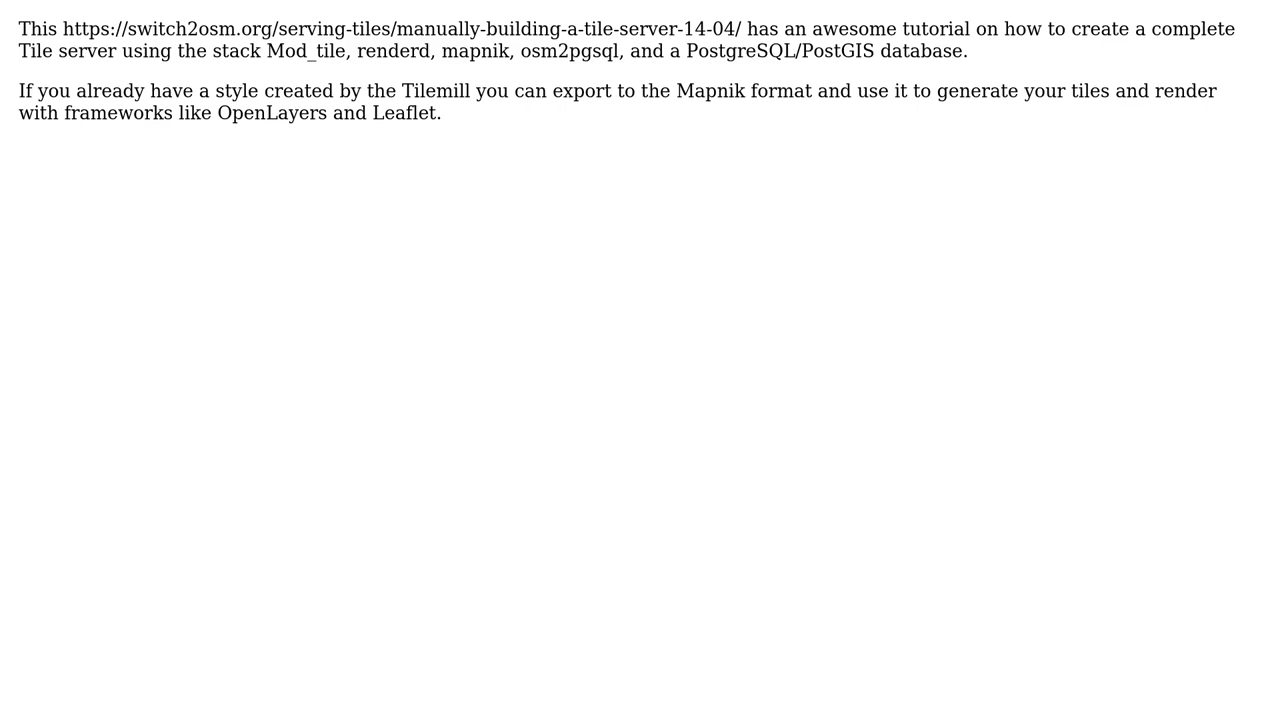 This https://switch2osm.org/serving-tiles/manually-building-a-tile-server-14-04/ has an awesome tutorial on how to create a complete
Tile server using the stack Mod_tile, renderd, mapnik, osm2pgsql, and a PostgreSQL/PostGIS database.
If you already have a style created by the Tilemill you can export to the Mapnik format and use it to generate your tiles and render
with frameworks like OpenLayers and Leaflet.